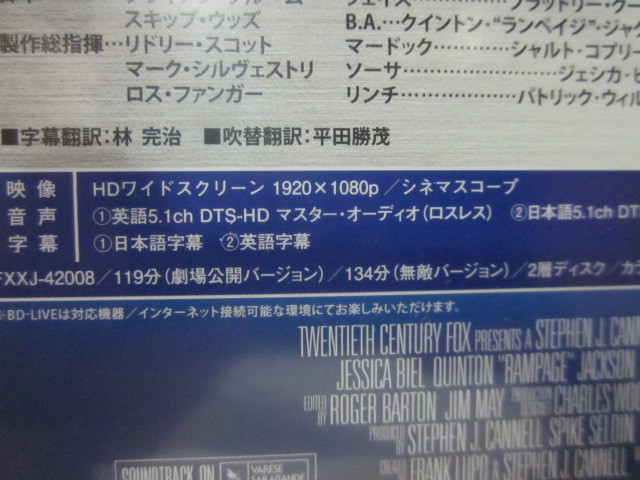 スキップ・ウッズ
製作総指揮…リドリー・スコット
マーク・シルヴェストリ
ロス・ファンガー
フェイス
B.A.…クイントン・"ランペイジ"・ジャク
マードック……………シャルト・コプリー
ソーサ……………………ジェシカ・ビ
リンチ………………パトリック・ウィル
■字幕翻訳:林 完治 ■吹替翻訳:平田勝茂
映像 HDワイドスクリーン 1920×1080p/シネマスコープ
音声 ①英語5.1ch DTS-HD マスター・オーディオ(ロスレス) ②日本語5.1ch DTS
字幕 ①日本語字幕 ②英語字幕
FXXJ-42008/119分(劇場公開バージョン)/134分(無敵バージョン)/2層ディスク/カラ
※BD-LIVEは対応機器/インターネット接続可能な環境にてお楽しみいただけます。
TWENTIETH CENTURY FOX PRESENTS A STEPHEN J. CANN
JESSICA BIEL QUINTON "RAMPAGE" JACKSON
EDITED BY ROGER BARTON JIM MAY CHARLES WO
PRODUCED BY STEPHEN J. CANNELL SPIKE SELDIN
CREATED FRANK LUPO & STEPHEN J. CANNELL
SOUNDTRACK ON VARÈSE SARABANDE